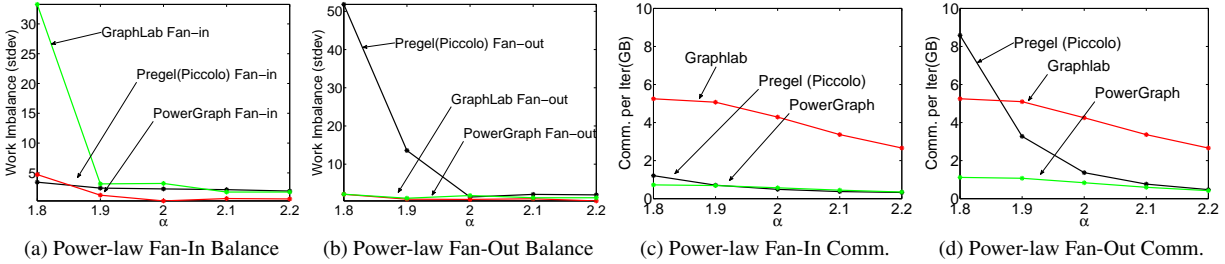 Work Imbalance (stdev)
30
25
20
15
10
5
1.8
1.9
2
2.1
2.2
α
GraphLab Fan−in
Pregel(Piccolo) Fan−in
PowerGraph Fan−in
(a) Power-law Fan-In Balance
Work Imbalance (stdev)
50
40
30
20
10
1.8
1.9
2
2.1
2.2
α
Pregel(Piccolo) Fan−out
GraphLab Fan−out
PowerGraph Fan−out
(b) Power-law Fan-Out Balance
Comm. per Iter(GB)
10
8
6
4
2
0
1.8
1.9
2
2.1
2.2
α
Graphlab
Pregel (Piccolo)
PowerGraph
(c) Power-law Fan-In Comm.
Comm. per Iter(GB)
10
8
6
4
2
0
1.8
1.9
2
2.1
2.2
α
Pregel (Piccolo)
Graphlab
PowerGraph
(d) Power-law Fan-Out Comm.